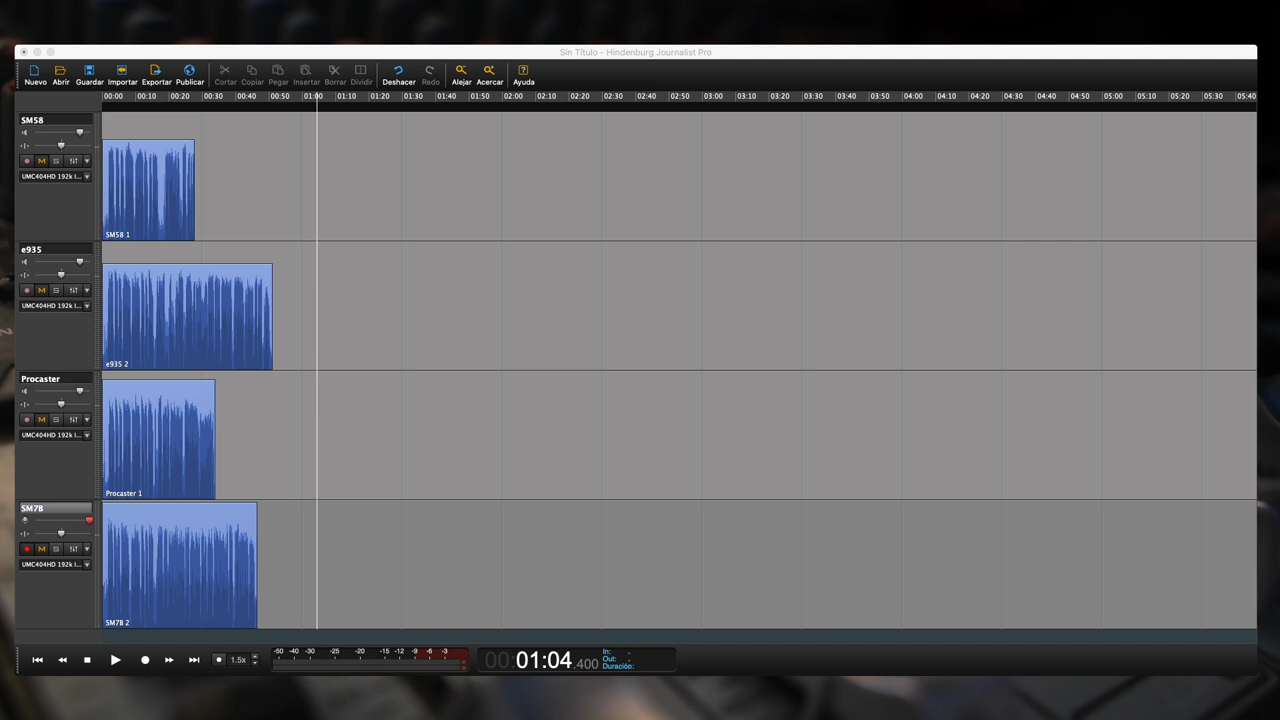 Sin Título - Hindenburg Journalist Pro
Nuevo Abrir Guardar Importar Exportar Publicar Cortar Copiar Pegar Insertar Borrar Dividir Deshacer Redo Alejar Acercar Ayuda
00:00 00:10 00:20 00:30 00:40 00:50 01:00 01:10 01:20 01:30 01:40 01:50 02:00 02:10 02:20 02:30 02:40 02:50 03:00 03:10 03:20 03:30 03:40 03:50 04:00 04:10 04:20 04:30 04:40 04:50 05:00 05:10 05:20 05:30 05:40
SM58
M S
UMC404HD 192k I...
SM58 1
e935
M S
UMC404HD 192k I...
e935 2
Procaster
M S
UMC404HD 192k I...
Procaster 1
SM7B
M S
UMC404HD 192k I...
SM7B 2
1.5x
-50 -40 -30 -25 -20 -15 -12 -9 -6 -3
00:01:04.400
In: -
Out: -
Duración: